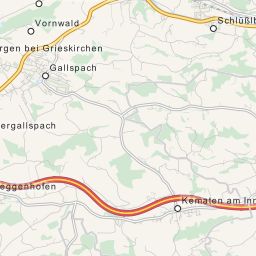 Vornwald
Schlüßlb
rgen bei Grieskirchen
Gallspach
ergallspach
eggenhofen
Kematen am Inn